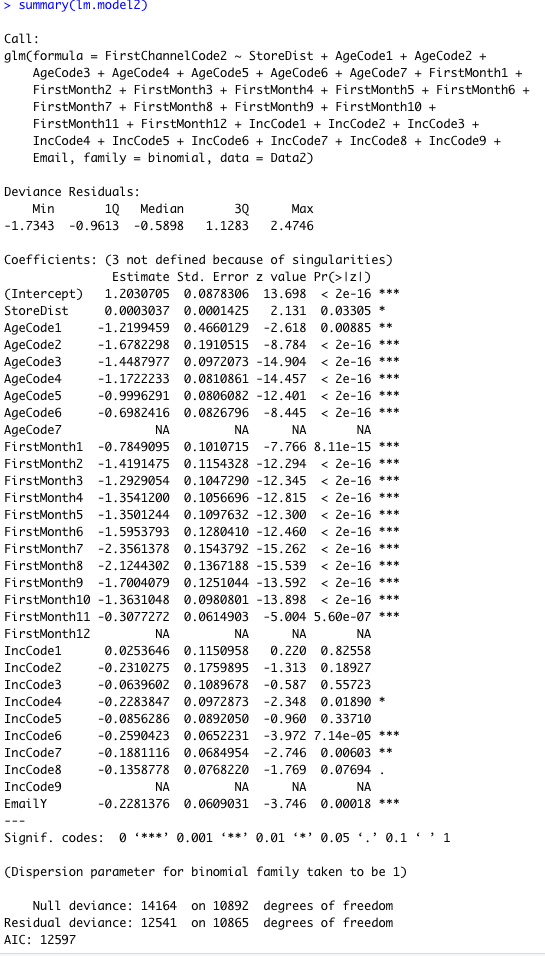 > summary(lm.model2)
Call:
glm(formula = FirstChannelCode2 ~ StoreDist + AgeCode1 + AgeCode2 +
    AgeCode3 + AgeCode4 + AgeCode5 + AgeCode6 + AgeCode7 + FirstMonth1 +
    FirstMonth2 + FirstMonth3 + FirstMonth4 + FirstMonth5 + FirstMonth6 +
    FirstMonth7 + FirstMonth8 + FirstMonth9 + FirstMonth10 +
    FirstMonth11 + FirstMonth12 + IncCode1 + IncCode2 + IncCode3 +
    IncCode4 + IncCode5 + IncCode6 + IncCode7 + IncCode8 + IncCode9 +
    Email, family = binomial, data = Data2)
Deviance Residuals:
    Min      1Q  Median      3Q     Max
-1.7343 -0.9613 -0.5898  1.1283  2.4746
Coefficients: (3 not defined because of singularities)
               Estimate Std. Error z value Pr(>|z|)
(Intercept)   1.2030705  0.0878306  13.698  < 2e-16 ***
StoreDist     0.0003037  0.0001425   2.131  0.03305 *
AgeCode1     -1.2199459  0.4660129  -2.618  0.00885 **
AgeCode2     -1.6782298  0.1910515  -8.784  < 2e-16 ***
AgeCode3     -1.4487977  0.0972073 -14.904  < 2e-16 ***
AgeCode4     -1.1722233  0.0810861 -14.457  < 2e-16 ***
AgeCode5     -0.9996291  0.0806082 -12.401  < 2e-16 ***
AgeCode6     -0.6982416  0.0826796  -8.445  < 2e-16 ***
AgeCode7             NA         NA      NA       NA
FirstMonth1  -0.7849095  0.1010715  -7.766 8.11e-15 ***
FirstMonth2  -1.4191475  0.1154328 -12.294  < 2e-16 ***
FirstMonth3  -1.2929054  0.1047290 -12.345  < 2e-16 ***
FirstMonth4  -1.3541200  0.1056696 -12.815  < 2e-16 ***
FirstMonth5  -1.3501244  0.1097632 -12.300  < 2e-16 ***
FirstMonth6  -1.5953793  0.1280410 -12.460  < 2e-16 ***
FirstMonth7  -2.3561378  0.1543792 -15.262  < 2e-16 ***
FirstMonth8  -2.1244302  0.1367188 -15.539  < 2e-16 ***
FirstMonth9  -1.7004079  0.1251044 -13.592  < 2e-16 ***
FirstMonth10 -1.3631048  0.0980801 -13.898  < 2e-16 ***
FirstMonth11 -0.3077272  0.0614903  -5.004 5.60e-07 ***
FirstMonth12         NA         NA      NA       NA
IncCode1      0.0253646  0.1150958   0.220  0.82558
IncCode2     -0.2310275  0.1759895  -1.313  0.18927
IncCode3     -0.0639602  0.1089678  -0.587  0.55723
IncCode4     -0.2283847  0.0972873  -2.348  0.01890 *
IncCode5     -0.0856286  0.0892050  -0.960  0.33710
IncCode6     -0.2590423  0.0652231  -3.972 7.14e-05 ***
IncCode7     -0.1881116  0.0684954  -2.746  0.00603 **
IncCode8     -0.1358778  0.0768220  -1.769  0.07694 .
IncCode9             NA         NA      NA       NA
EmailY       -0.2281376  0.0609031  -3.746  0.00018 ***
---
Signif. codes:  0 ‘***’ 0.001 ‘**’ 0.01 ‘*’ 0.05 ‘.’ 0.1 ‘ ’ 1
(Dispersion parameter for binomial family taken to be 1)
    Null deviance: 14164  on 10892  degrees of freedom
Residual deviance: 12541  on 10865  degrees of freedom
AIC: 12597